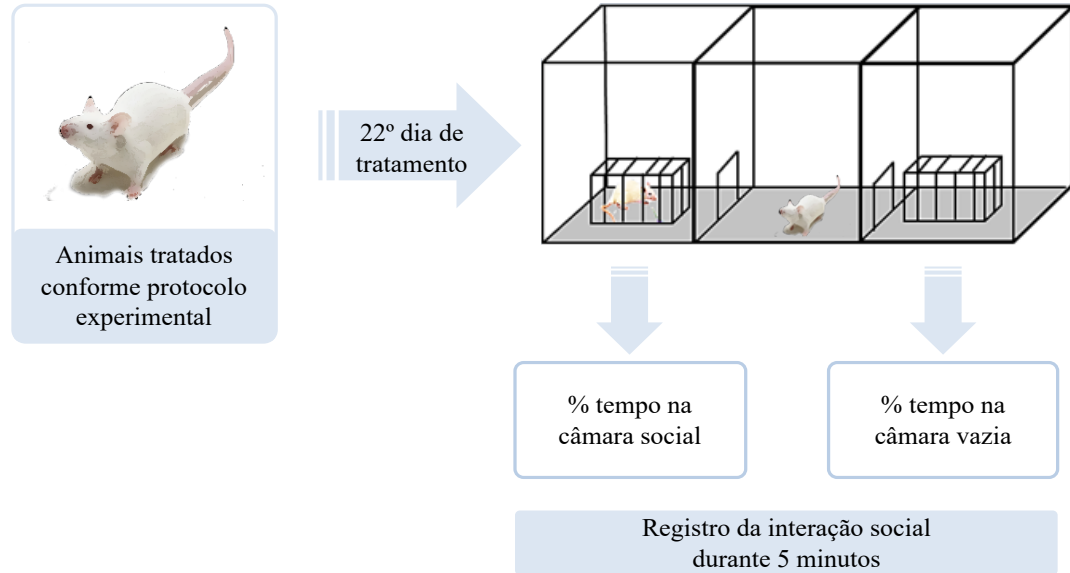 Animais tratados
conforme protocolo
experimental
22º dia de
tratamento
% tempo na
câmara social
% tempo na
câmara vazia
Registro da interação social
durante 5 minutos